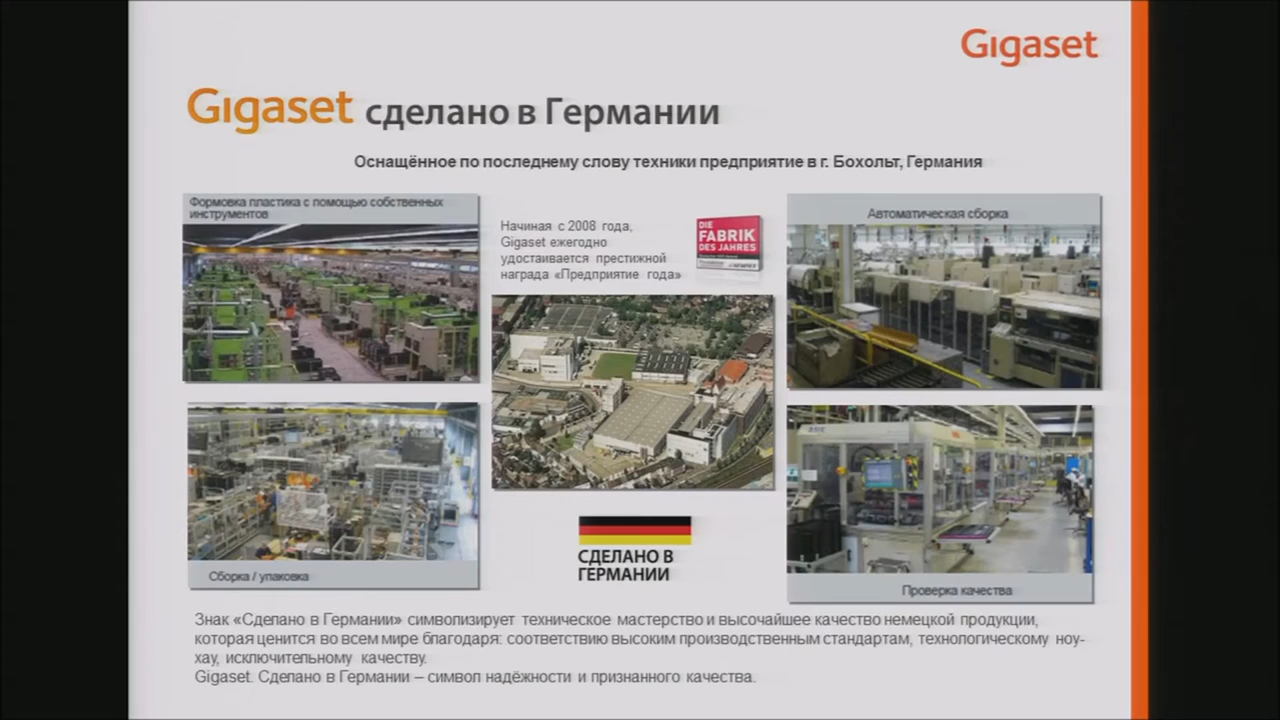 Gigaset
Gigaset сделано в Германии
Оснащённое по последнему слову техники предприятие в г. Бохольт, Германия
Формовка пластика с помощью собственных
инструментов
Начиная с 2008 года,
Gigaset ежегодно
удостаивается престижной
награда «Предприятие года»
DIE
FABRIK
DES JAHRES
Автоматическая сборка
Сборка / упаковка
СДЕЛАНО В
ГЕРМАНИИ
Проверка качества
Знак «Сделано в Германии» символизирует техническое мастерство и высочайшее качество немецкой продукции,
которая ценится во всем мире благодаря: соответствию высоким производственным стандартам, технологическому ноу-
хау, исключительному качеству.
Gigaset. Сделано в Германии – символ надёжности и признанного качества.